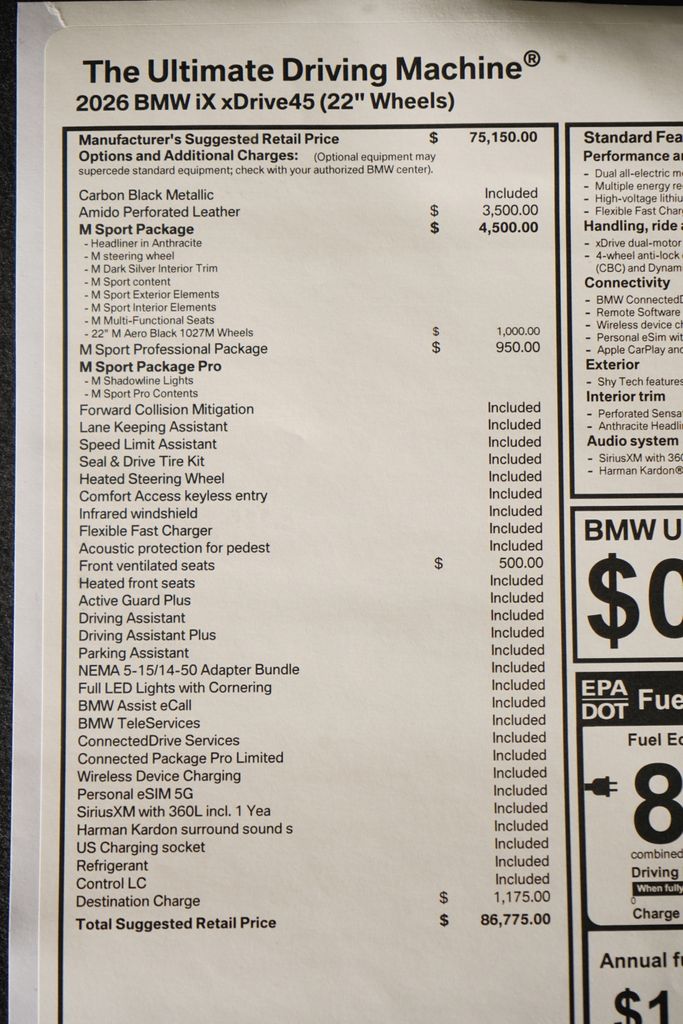 The Ultimate Driving Machine®
2026 BMW iX xDrive45 (22" Wheels)
Manufacturer's Suggested Retail Price $ 75,150.00
Options and Additional Charges: (Optional equipment may
supercede standard equipment; check with your authorized BMW center).
Carbon Black Metallic Included
Amido Perforated Leather $ 3,500.00
M Sport Package $ 4,500.00
- Headliner in Anthracite
- M steering wheel
- M Dark Silver Interior Trim
- M Sport content
- M Sport Exterior Elements
- M Sport Interior Elements
- M Multi-Functional Seats
- 22" M Aero Black 1027M Wheels $ 1,000.00
M Sport Professional Package $ 950.00
M Sport Package Pro
- M Shadowline Lights
- M Sport Pro Contents
Forward Collision Mitigation Included
Lane Keeping Assistant Included
Speed Limit Assistant Included
Seal & Drive Tire Kit Included
Heated Steering Wheel Included
Comfort Access keyless entry Included
Infrared windshield Included
Flexible Fast Charger Included
Acoustic protection for pedest Included
Front ventilated seats $ 500.00
Heated front seats Included
Active Guard Plus Included
Driving Assistant Included
Driving Assistant Plus Included
Parking Assistant Included
NEMA 5-15/14-50 Adapter Bundle Included
Full LED Lights with Cornering Included
BMW Assist eCall Included
BMW TeleServices Included
ConnectedDrive Services Included
Connected Package Pro Limited Included
Wireless Device Charging Included
Personal eSIM 5G Included
SiriusXM with 360L incl. 1 Yea Included
Harman Kardon surround sound s Included
US Charging socket Included
Refrigerant Included
Control LC Included
Destination Charge $ 1,175.00
Total Suggested Retail Price $ 86,775.00
Standard Fea
Performance a
- Dual all-electric m
- Multiple energy re
- High-voltage lithiu
- Flexible Fast Char
Handling, ride
- xDrive dual-motor
- 4-wheel anti-lock
(CBC) and Dynam
Connectivity
- BMW Connected
- Remote Software
- Wireless device c
- Personal eSim wit
- Apple CarPlay and
Exterior
- Shy Tech features
Interior trim
- Perforated Sensa
- Anthracite Headli
Audio system
- SiriusXM with 360
- Harman Kardon®
BMW U
$0
EPA
DOT
Fue
Fuel Ec
8
combined
Driving
When fully
0
Charge
Annual f
$1